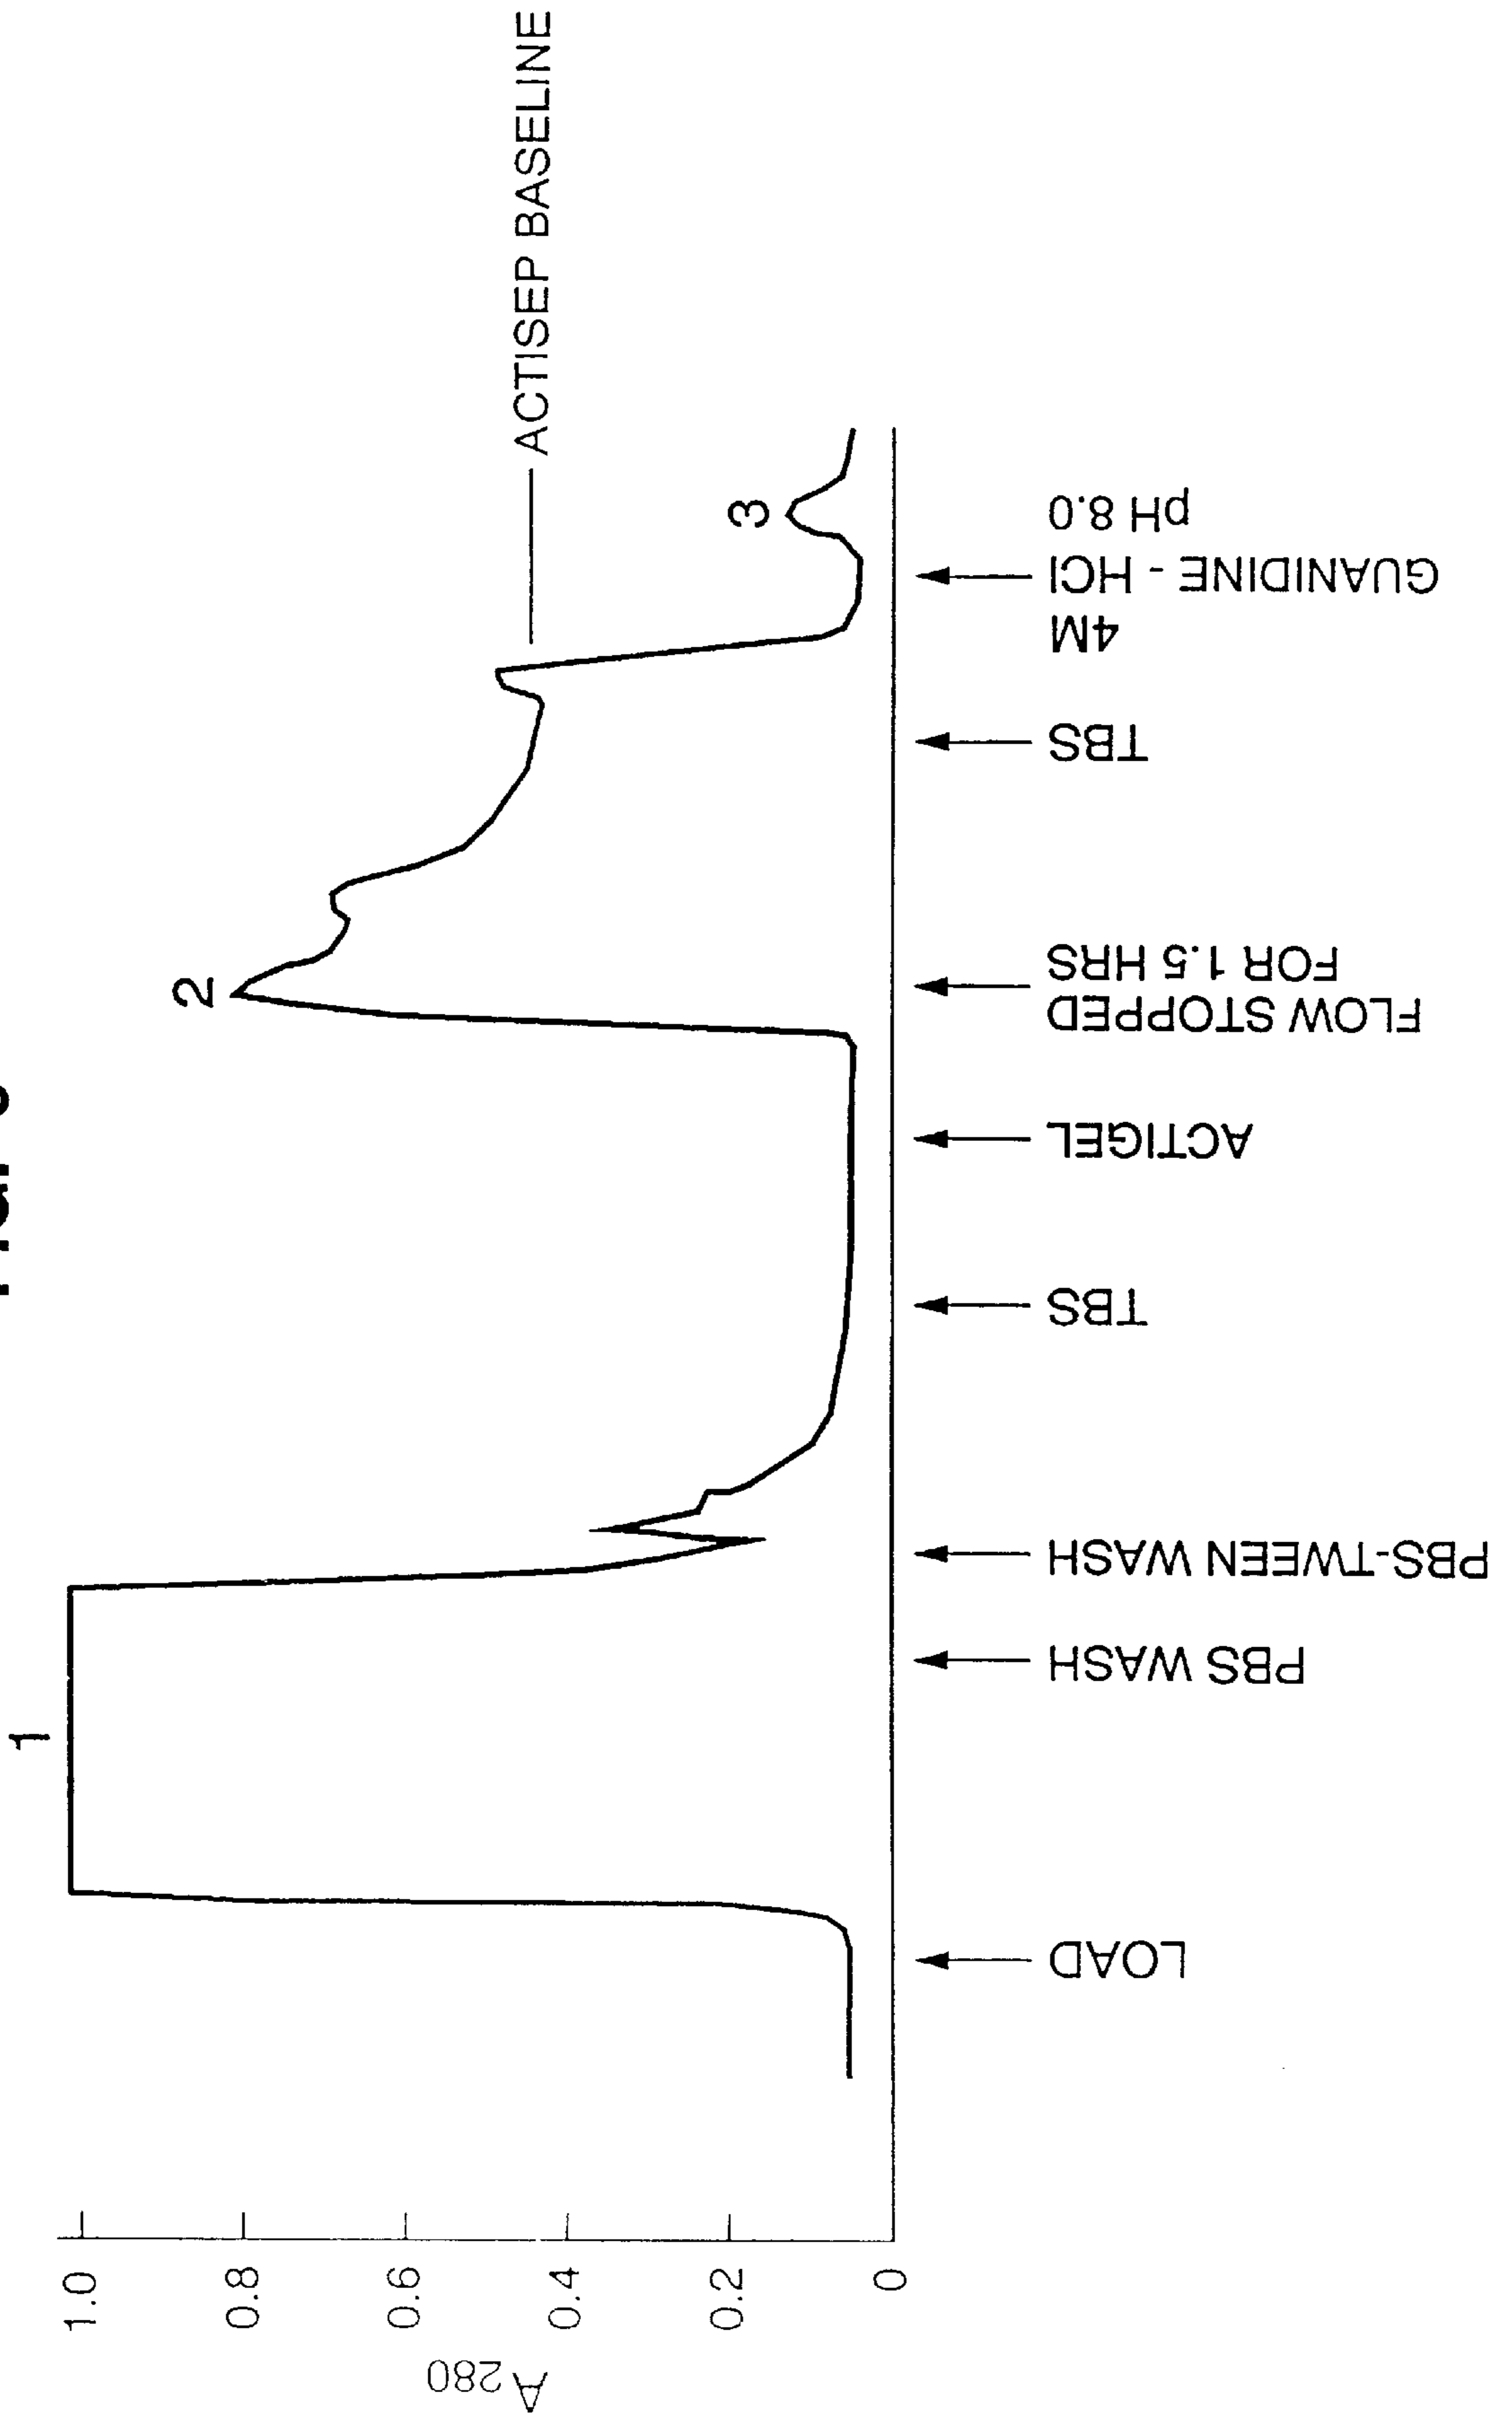 1.0
0.8
0.6
0.4
0.2
0
A280
1
2
3
ACTISEP BASELINE
LOAD
PBS WASH
PBS-TWEEN WASH
TBS
ACTIGEL
FLOW STOPPED
FOR 1.5 HRS
TBS
4M
GUANIDINE - HCl
pH 8.0